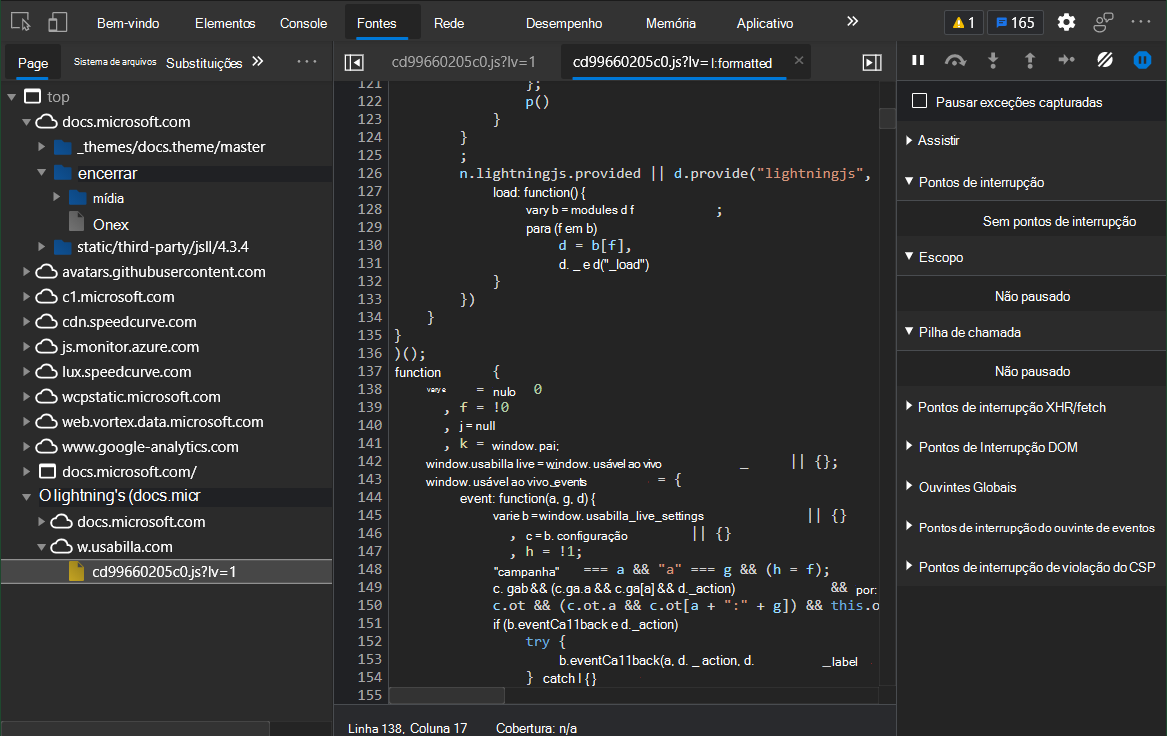 Bem-vindo Elementos Console Fontes Rede Desempenho Memória Aplicativo » 1 165 ···
Page Sistema de arquivos Substituições » ···
cd99660205c0.js?lv=1 cd99660205c0.js?lv=l:formatted ×
top
docs.microsoft.com
_themes/docs.theme/master
encerrar
mídia
Onex
static/third-party/jsll/4.3.4
avatars.githubusercontent.com
c1.microsoft.com
cdn.speedcurve.com
js.monitor.azure.com
lux.speedcurve.com
wcpstatic.microsoft.com
web.vortex.data.microsoft.com
www.google-analytics.com
docs.microsoft.com/
O lightning's (docs.micr
docs.microsoft.com
w.usabilla.com
cd99660205c0.js?lv=1
121 };
122 p()
123 }
124 }
125 ;
126 n.lightningjs.provided || d.provide("lightningjs",
127 load: function() {
128 vary b = modules d f ;
129 para (f em b)
130 d = b[f],
131 d. _ e d("_load")
132 }
133 })
134 }
135 }
136 )();
137 function {
138 vary e = nulo 0
139 , f = !0
140 , j = null
141 , k = window. pai;
142 window.usabilla live = window. usável ao vivo _ || {};
143 window. usável ao vivo_events = {
144 event: function(a, g, d) {
145 varie b = window. usabilla_live_settings || {}
146 , c = b. configuração || {}
147 , h = !1;
148 "campanha" === a && "a" === g && (h = f);
149 c. gab && (c.ga.a && c.ga[a] && d._action) && por:
150 c.ot && (c.ot.a && c.ot[a + ":" + g]) && this.o
151 if (b.eventCa11back e d._action)
152 try {
153 b.eventCa11back(a, d. _ action, d. _label
154 } catch l { }
155
Linha 138, Coluna 17 Cobertura: n/a
Pausar exceções capturadas
Assistir
Pontos de interrupção
Sem pontos de interrupção
Escopo
Não pausado
Pilha de chamada
Não pausado
Pontos de interrupção XHR/fetch
Pontos de Interrupção DOM
Ouvintes Globais
Pontos de interrupção do ouvinte de eventos
Pontos de interrupção de violação do CSP